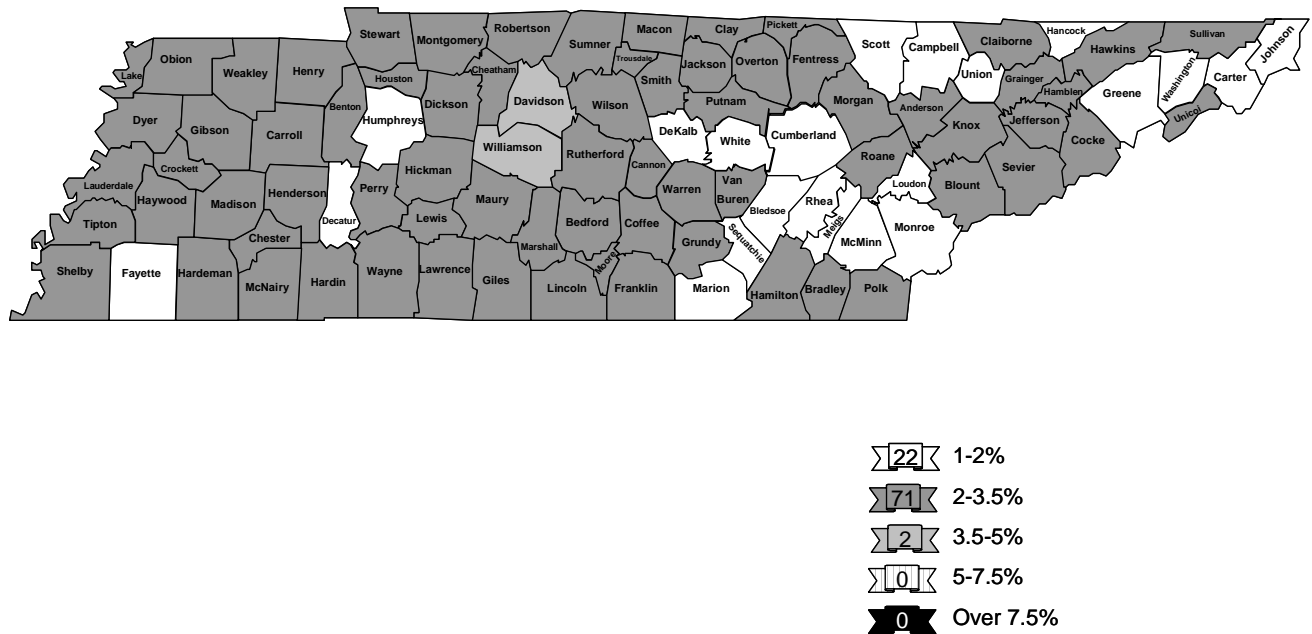 Stewart
Montgomery
Robertson
Sumner
Macon
Clay
Pickett
Scott
Campbell
Claiborne
Hancock
Hawkins
Sullivan
Johnson
Lake
Obion
Weakley
Henry
Houston
Cheatham
Trousdale
Smith
Jackson
Overton
Fentress
Union
Grainger
Hamblen
Washington
Carter
Greene
Unicoi
Dyer
Gibson
Carroll
Benton
Humphreys
Dickson
Davidson
Wilson
Putnam
Morgan
Anderson
Knox
Jefferson
Cocke
Crockett
Williamson
Rutherford
Cannon
DeKalb
White
Cumberland
Roane
Loudon
Blount
Sevier
Lauderdale
Haywood
Madison
Henderson
Decatur
Perry
Hickman
Lewis
Maury
Bedford
Coffee
Warren
Van
Buren
Bledsoe
Rhea
Meigs
McMinn
Monroe
Tipton
Chester
Marshall
Moore
Grundy
Sequatchie
Shelby
Fayette
Hardeman
McNairy
Hardin
Wayne
Lawrence
Giles
Lincoln
Franklin
Marion
Hamilton
Bradley
Polk
22 1-2%
71 2-3.5%
2 3.5-5%
0 5-7.5%
0 Over 7.5%